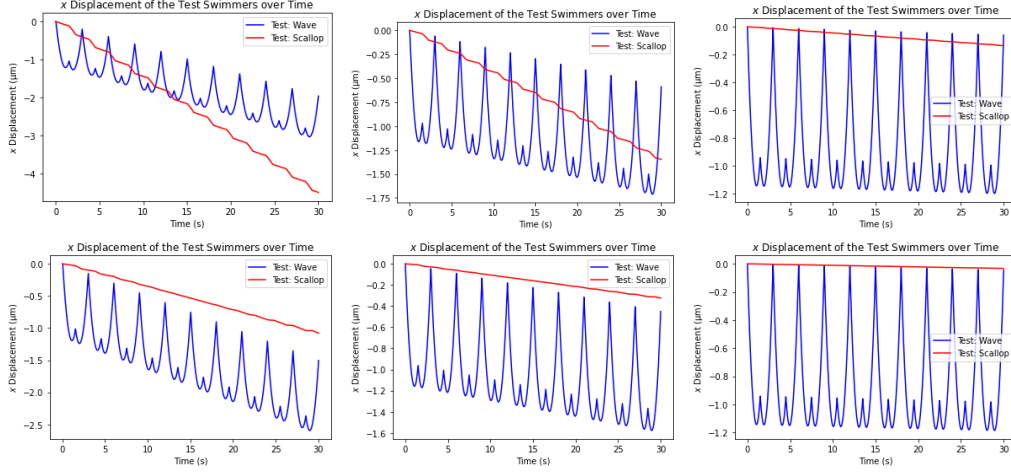 x Displacement of the Test Swimmers over Time
x Displacement (μm)
0
−1
−2
−3
−4
Test: Wave
Test: Scallop
0 5 10 15 20 25 30
Time (s)
x Displacement of the Test Swimmers over Time
x Displacement (μm)
0.00
−0.25
−0.50
−0.75
−1.00
−1.25
−1.50
−1.75
Test: Wave
Test: Scallop
0 5 10 15 20 25 30
Time (s)
x Displacement of the Test Swimmers over Time
x Displacement (μm)
0.0
−0.2
−0.4
−0.6
−0.8
−1.0
−1.2
Test: Wave
Test: Scallop
0 5 10 15 20 25 30
Time (s)
x Displacement of the Test Swimmers over Time
x Displacement (μm)
0.0
−0.5
−1.0
−1.5
−2.0
−2.5
Test: Wave
Test: Scallop
0 5 10 15 20 25 30
Time (s)
x Displacement of the Test Swimmers over Time
x Displacement (μm)
0.0
−0.2
−0.4
−0.6
−0.8
−1.0
−1.2
−1.4
−1.6
Test: Wave
Test: Scallop
0 5 10 15 20 25 30
Time (s)
x Displacement of the Test Swimmers over Time
x Displacement (μm)
0.0
−0.2
−0.4
−0.6
−0.8
−1.0
−1.2
Test: Wave
Test: Scallop
0 5 10 15 20 25 30
Time (s)